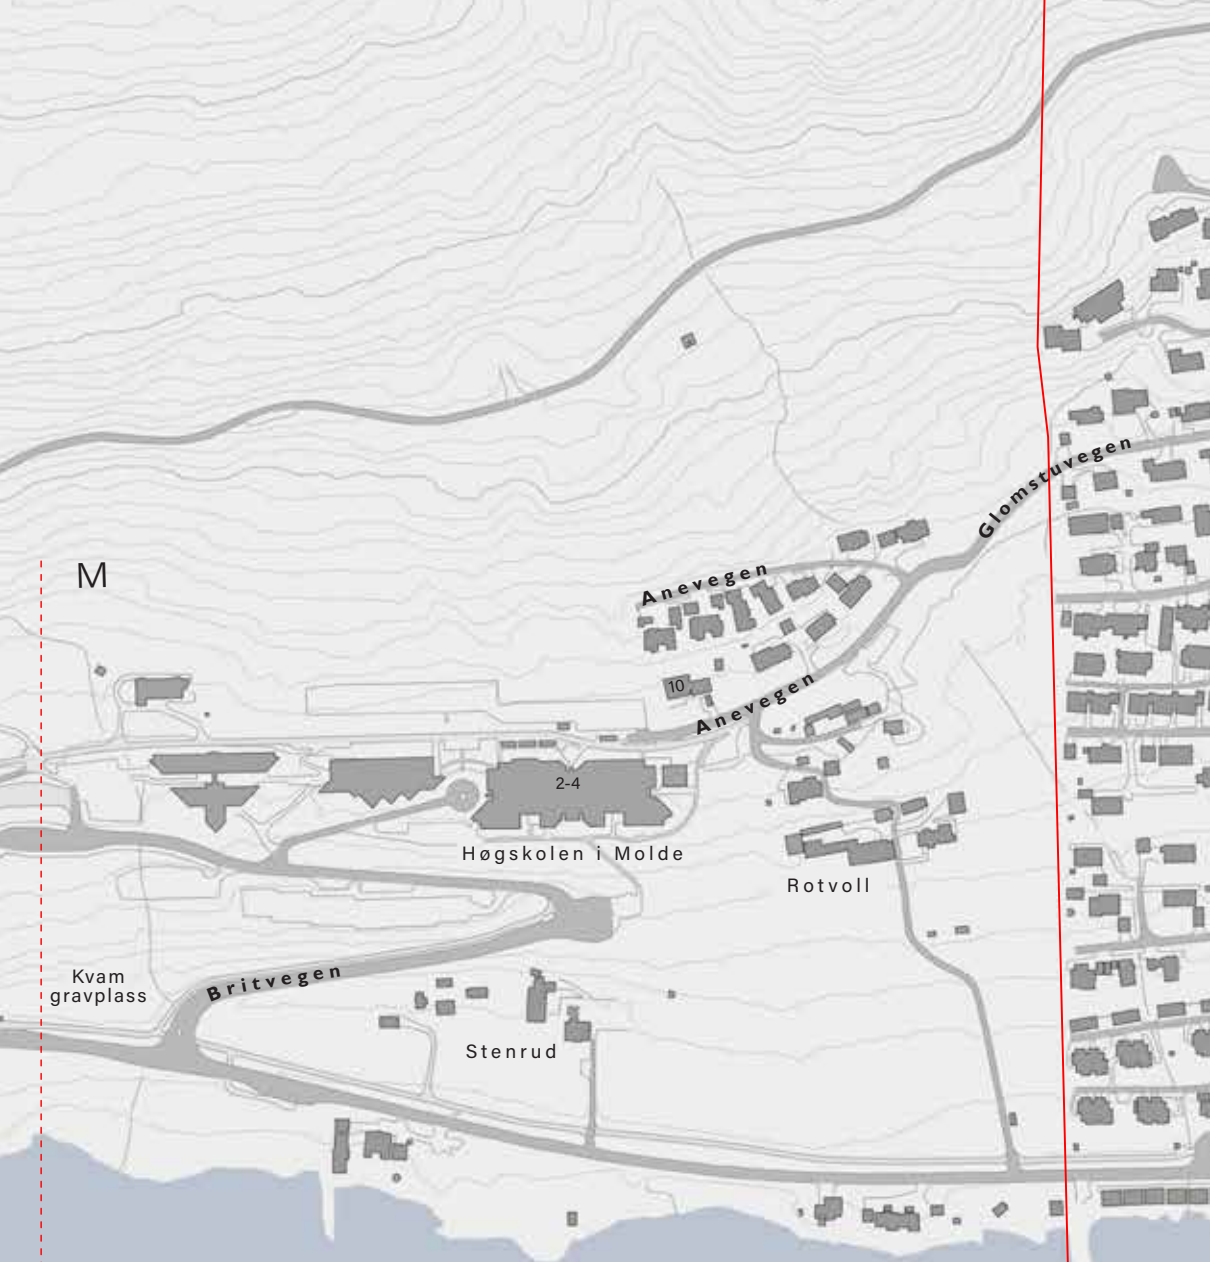 Glomstuvegen
M
Anevegen
10
Anevegen
2-4
Høgskolen i Molde
Rotvoll
Kvam
gravplass
Britvegen
Stenrud